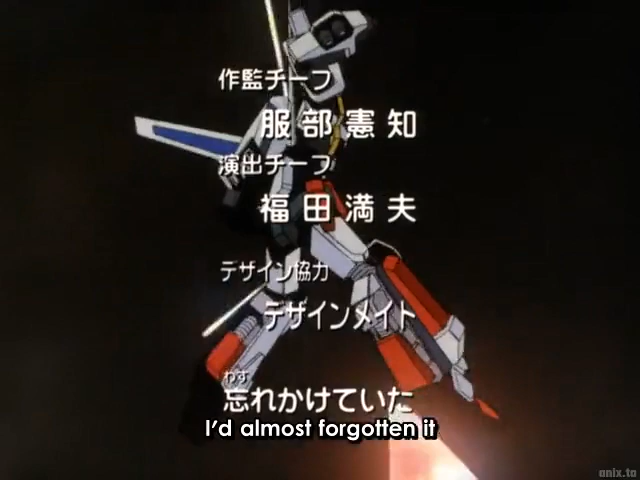 作監チーフ
服部憲知
演出チーフ
福田満夫
デザイン協力
デザインメイト
わす
忘れかけていた
I'd almost forgotten it
anix.to